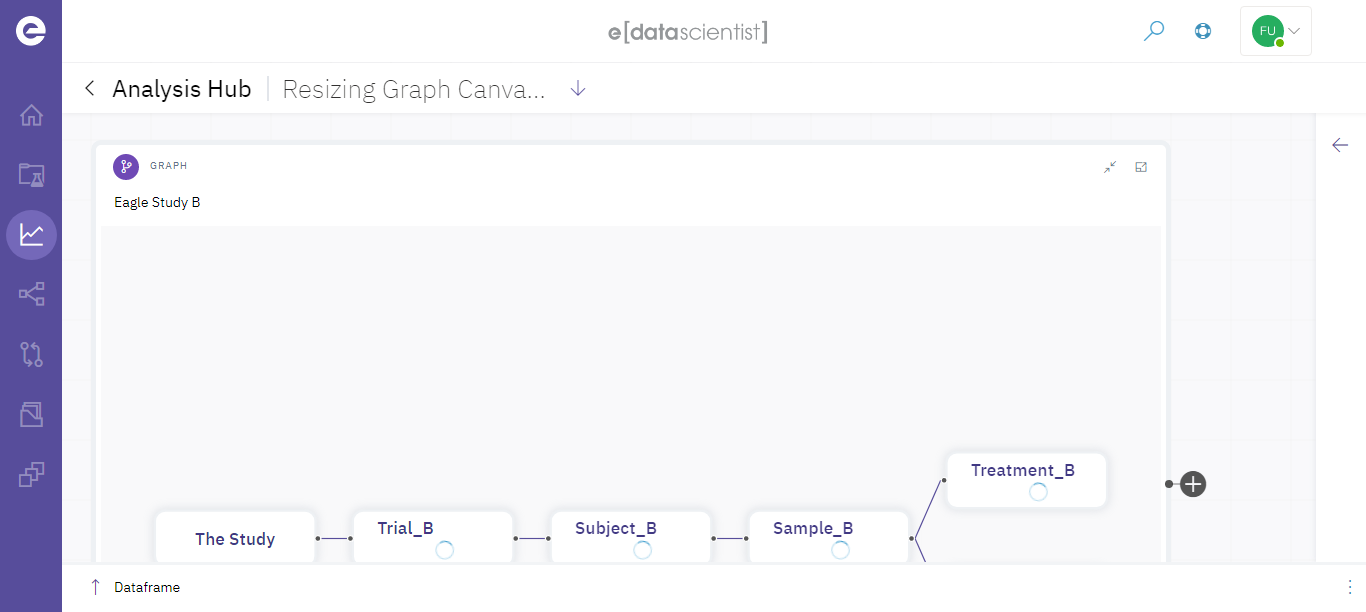 e[datascientist]
FU
Analysis Hub
Resizing Graph Canva...
GRAPH
Eagle Study B
Treatment_B
The Study
Trial_B
Subject_B
Sample_B
Dataframe